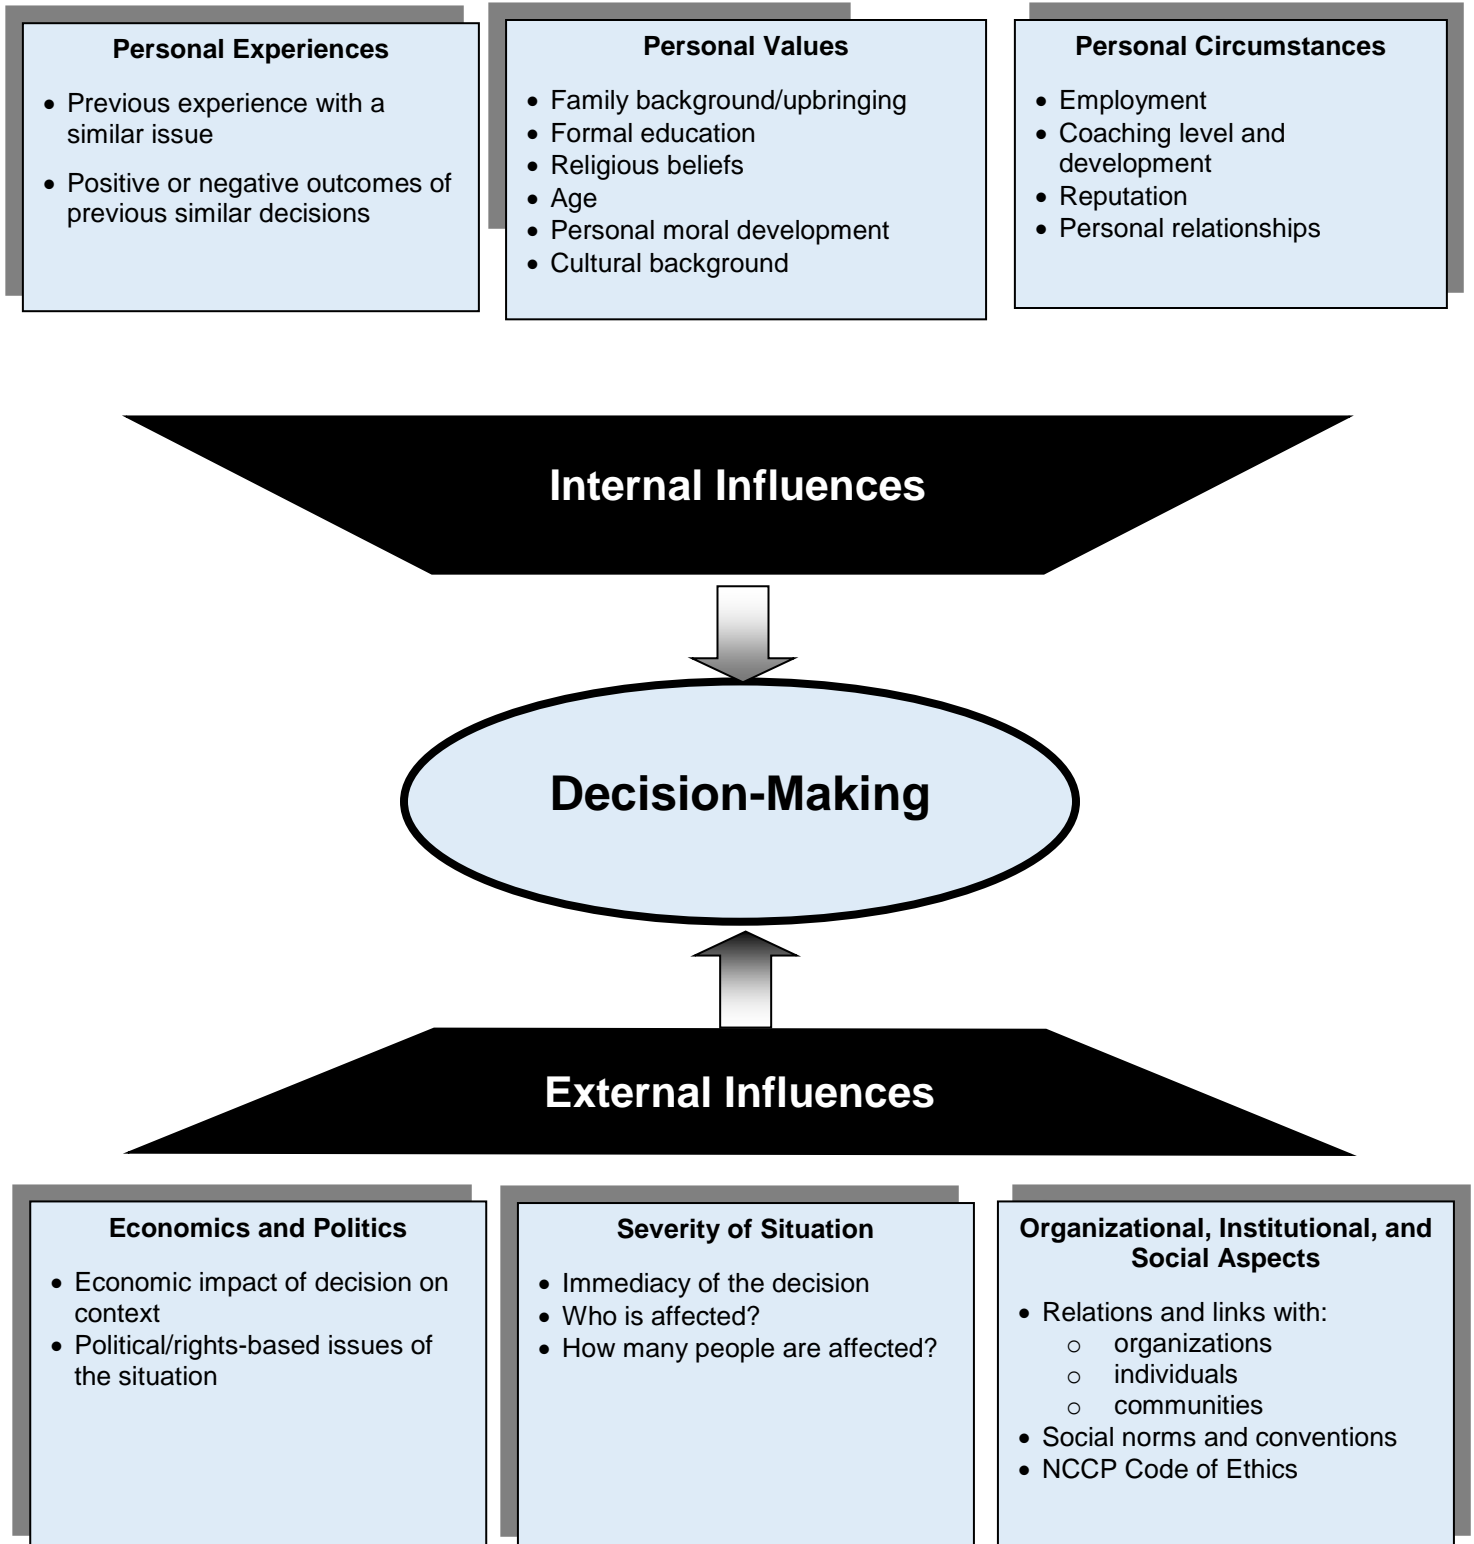 Personal Experiences
• Previous experience with a
similar issue
• Positive or negative outcomes of
previous similar decisions
Personal Values
• Family background/upbringing
• Formal education
• Religious beliefs
• Age
• Personal moral development
• Cultural background
Personal Circumstances
• Employment
• Coaching level and
development
• Reputation
• Personal relationships
Internal Influences
Decision-Making
External Influences
Economics and Politics
• Economic impact of decision on
context
• Political/rights-based issues of
the situation
Severity of Situation
• Immediacy of the decision
• Who is affected?
• How many people are affected?
Organizational, Institutional, and
Social Aspects
• Relations and links with:
o organizations
o individuals
o communities
• Social norms and conventions
• NCCP Code of Ethics